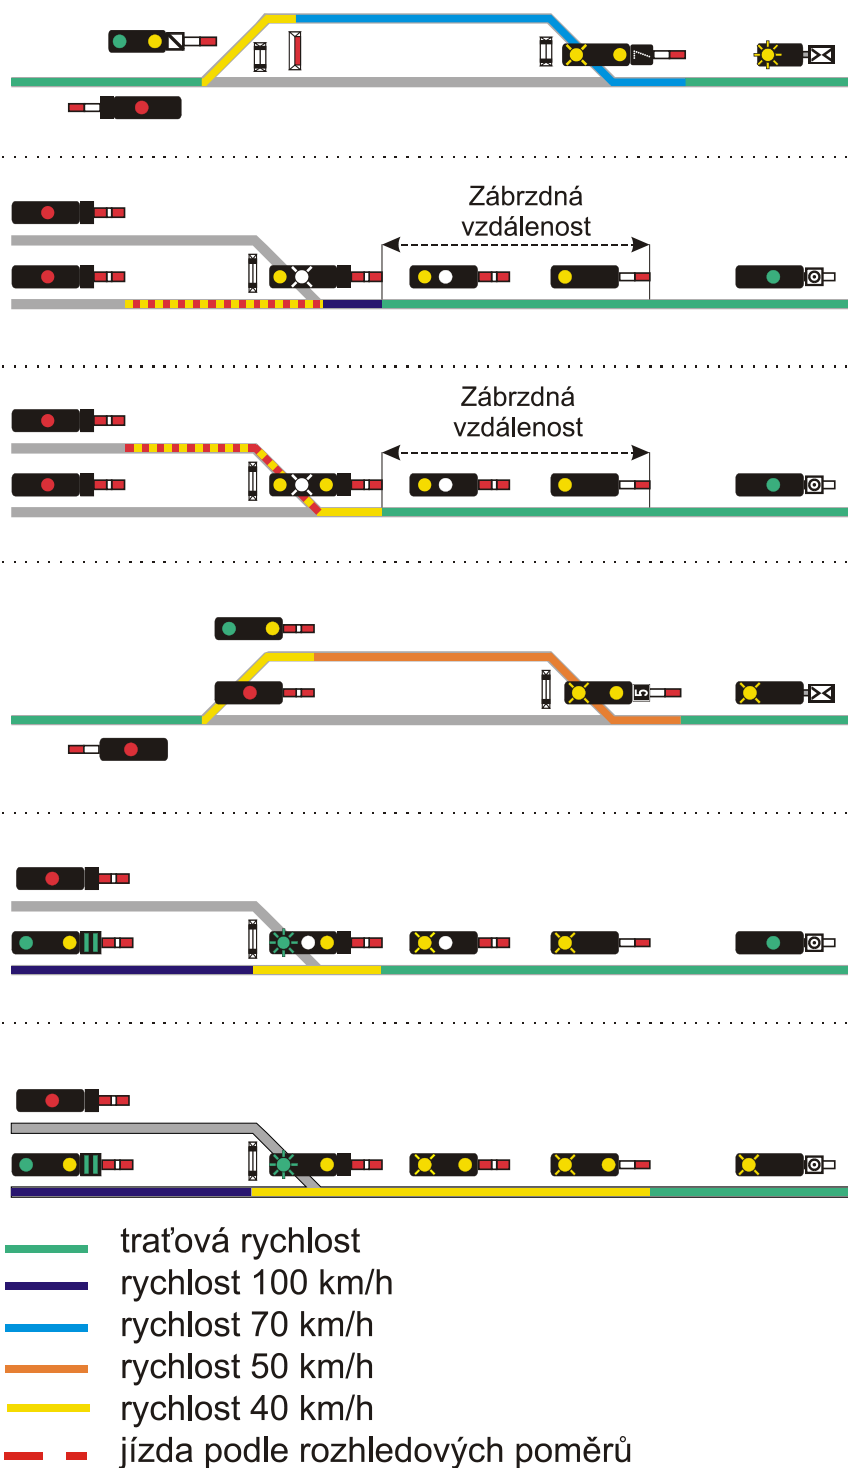 Zábrzdná
vzdálenost
Zábrzdná
vzdálenost
5
traťová rychlost
rychlost 100 km/h
rychlost 70 km/h
rychlost 50 km/h
rychlost 40 km/h
jízda podle rozhledových poměrů